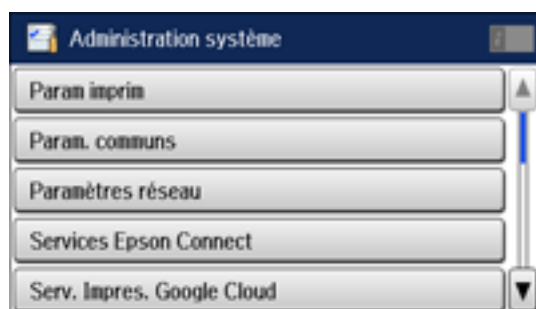 Administration système
Param imprim
Param. communs
Paramètres réseau
Services Epson Connect
Serv. Impres. Google Cloud